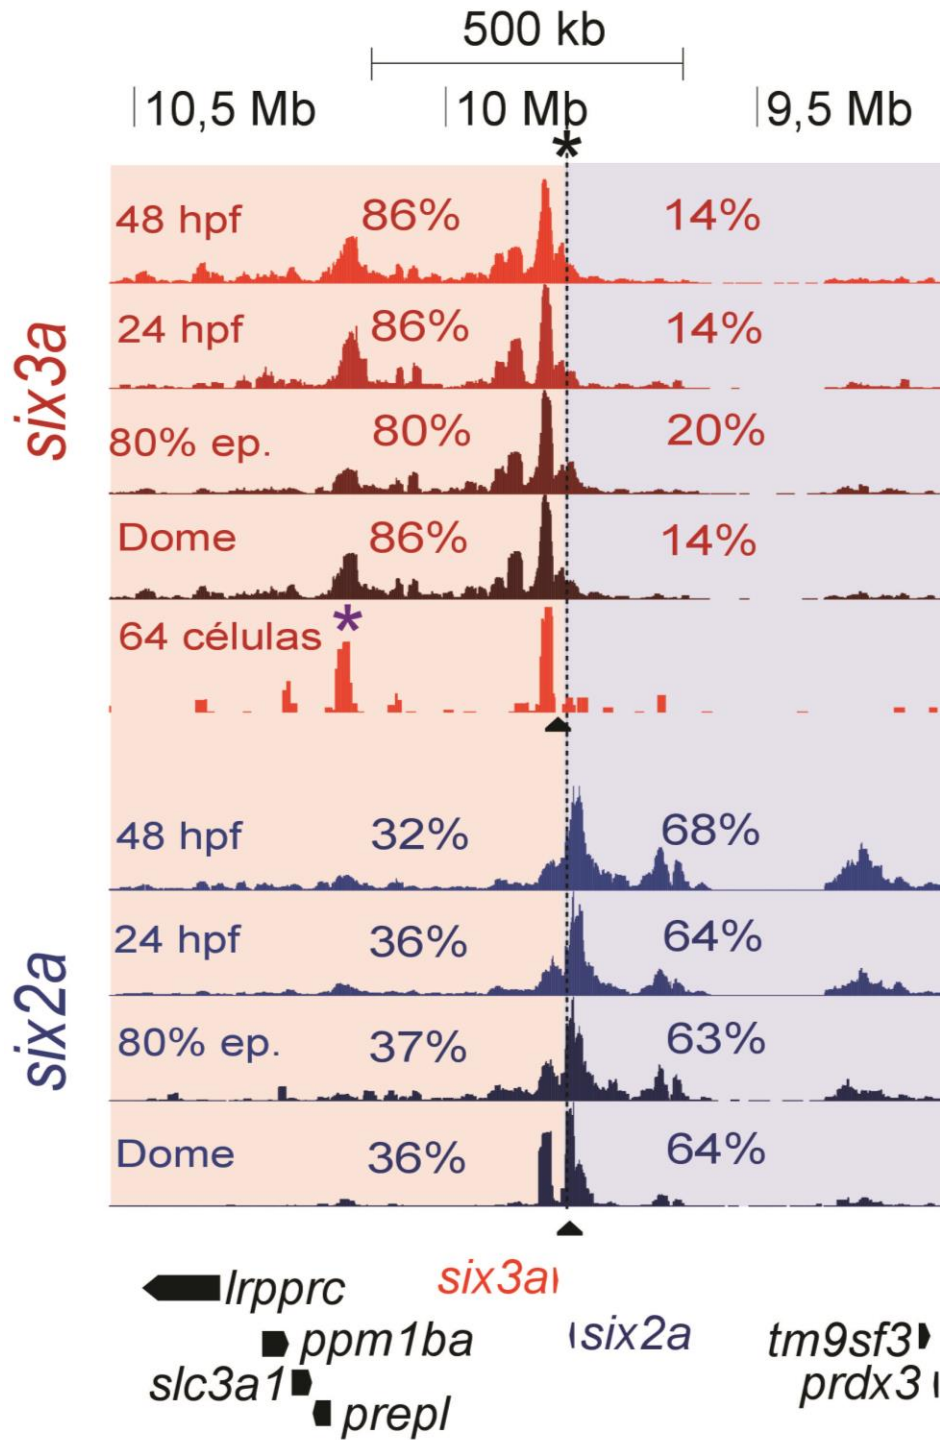 500 kb
10,5 Mb 10 Mb 9,5 Mb
*
six3a
48 hpf 86% 14%
24 hpf 86% 14%
80% ep. 80% 20%
Dome 86% 14%
*
64 células
six2a
48 hpf 32% 68%
24 hpf 36% 64%
80% ep. 37% 63%
Dome 36% 64%
lrpprc six3a
ppm1ba six2a tm9sf3
slc3a1 prdx3
prepl